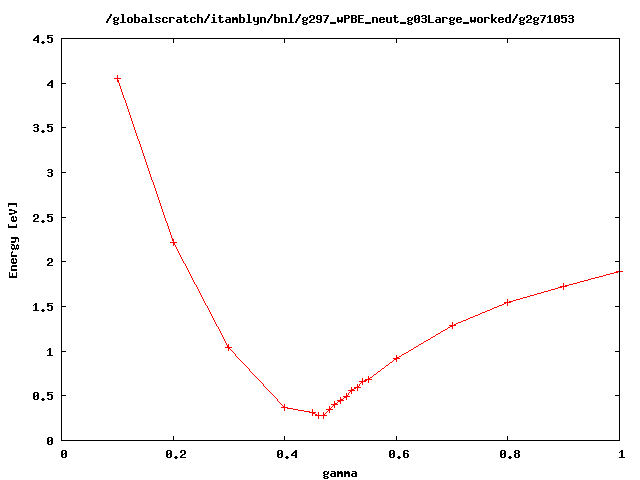 /globalscratch/itamblyn/bnl/g297_wPBE_neut_g03Large_worked/g2g71053
4.5
4
3.5
3
2.5
2
1.5
1
0.5
0
Energy [eV]
0 0.2 0.4 0.6 0.8 1
gamma